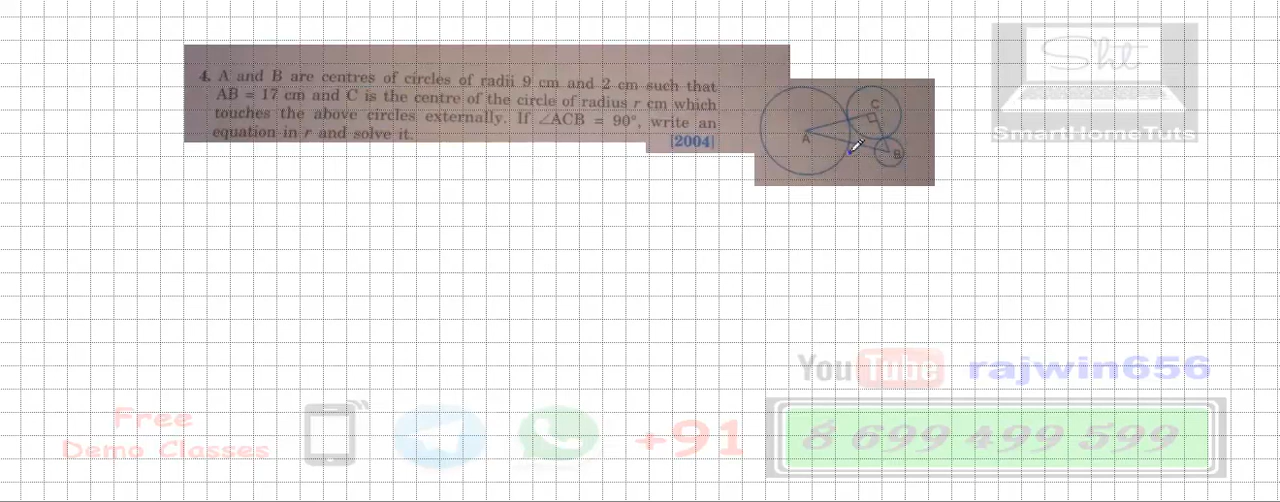 4. A and B are centres of circles of radii 9 cm and 2 cm such that
AB = 17 cm and C is the centre of the circle of radius r cm which
touches the above circles externally. If ∠ACB = 90°, write an
equation in r and solve it.
[2004]
C
A
B
Sht
SmartHomeTuts
YouTube rajwin656
Free
Demo Classes
+91 8 699 499 599